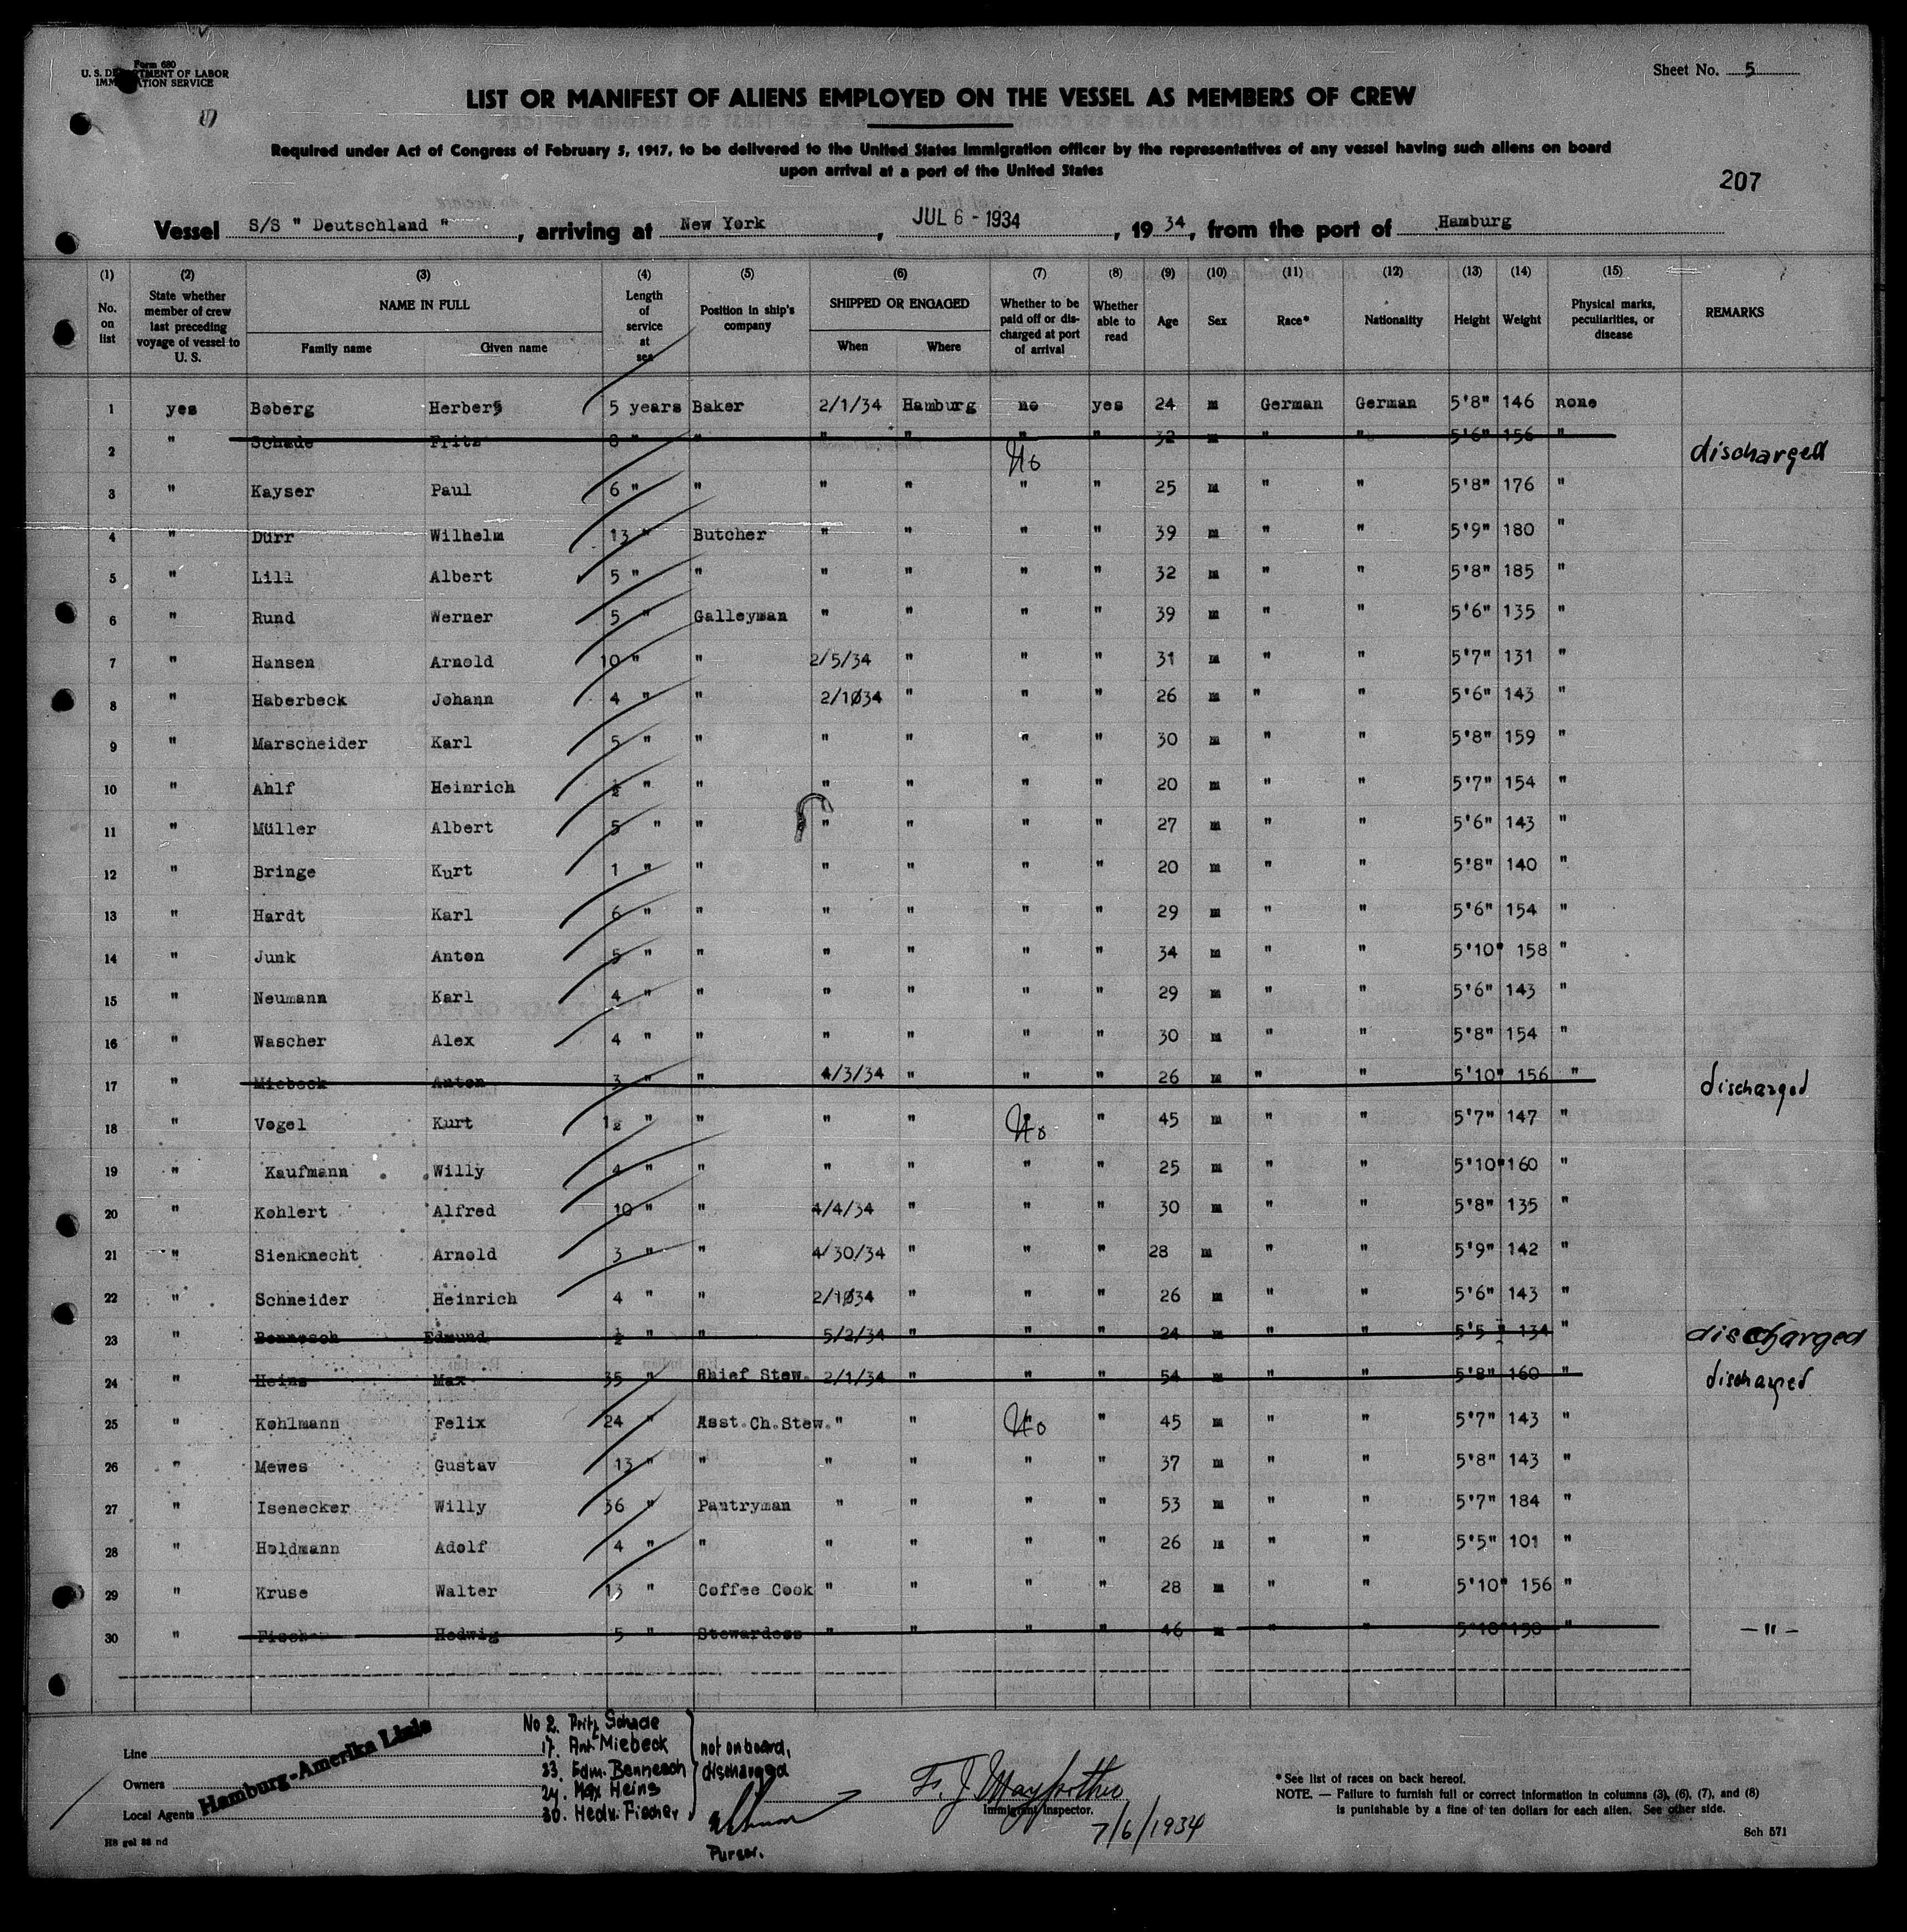 Form 680
U. S. DEPARTMENT OF LABOR
IMMIGRATION SERVICE
Sheet No. 5
LIST OR MANIFEST OF ALIENS EMPLOYED ON THE VESSEL AS MEMBERS OF CREW
Required under Act of Congress of February 5, 1917, to be delivered to the United States Immigration officer by the representatives of any vessel having such aliens on board
upon arrival at a port of the United States
207
Vessel S/S " Deutschland ", arriving at New York, JUL 6 - 1934, 19 34, from the port of Hamburg
(1) (2) (3) (4) (5) (6) (7) (8) (9) (10) (11) (12) (13) (14) (15)
No. on list | State whether member of crew last preceding voyage of vessel to U. S. | NAME IN FULL Family name Given name | Length of service at sea | Position in ship's company | SHIPPED OR ENGAGED When Where | Whether to be paid off or discharged at port of arrival | Whether able to read | Age | Sex | Race* | Nationality | Height | Weight | Physical marks, peculiarities, or disease | REMARKS
1 yes Boberg Herber5 5 years Baker 2/1/34 Hamburg no yes 24 m German German 5'8" 146 none
2 " Schade Fritz 8 " " " " " " 32 m " " 5'6" 156 " discharged
No
3 " Kayser Paul 6 " " " " " " 25 m " " 5'8" 176 "
4 " Dürr Wilhelm 13 " Butcher " " " " 39 m " " 5'9" 180 "
5 " Lill Albert 5 " " " " " " 32 m " " 5'8" 185 "
6 " Rund Werner 5 " Galleyman " " " " 39 m " " 5'6" 135 "
7 " Hansen Arnold 10 " " 2/5/34 " " " 31 m " " 5'7" 131 "
8 " Haberbeck Johann 4 " " 2/1034 " " " 26 m " " 5'6" 143 "
9 " Marscheider Karl 5 " " " " " " 30 m " " 5'8" 159 "
10 " Ahlf Heinrich ½ " " " " " " 20 m " " 5'7" 154 "
11 " Müller Albert 5 " " " " " " 27 m " " 5'6" 143 "
12 " Bringe Kurt 1 " " " " " " 20 m " " 5'8" 140 "
13 " Hardt Karl 6 " " " " " " 29 m " " 5'6" 154 "
14 " Junk Anton 5 " " " " " " 34 m " " 5'10" 158 "
15 " Neumann Karl 4 " " " " " " 29 m " " 5'6" 143 "
16 " Wascher Alex 4 " " " " " " 30 m " " 5'8" 154 "
17 " Miebeck Anton 3 " " 4/3/34 " " " 26 m " " 5'10" 156 " discharged
18 " Vogel Kurt 1½ " " " " No " 45 m " " 5'7" 147 "
19 " Kaufmann Willy 4 " " " " " " 25 m " " 5'10" 160 "
20 " Kohlert Alfred 10 " " 4/4/34 " " " 30 m " " 5'8" 135 "
21 " Sienknecht Arnold 3 " " 4/30/34 " " " 28 m " " 5'9" 142 "
22 " Schneider Heinrich 4 " " 2/1034 " " " 26 m " " 5'6" 143 "
23 " Bennesch Edmund ½ " " 5/2/34 " " " 24 m " " 5'5" 134 " discharged
24 " Heins Max 35 " Chief Stew. 2/1/34 " " " 54 m " " 5'8" 160 " discharged
25 " Kohlmann Felix 24 " Asst. Ch. Stew. " " No " 45 m " " 5'7" 143 "
26 " Mewes Gustav 13 " " " " " " 37 m " " 5'8" 143 "
27 " Isenecker Willy 36 " Pantryman " " " " 53 m " " 5'7" 184 "
28 " Holdmann Adolf 4 " " " " " " 26 m " " 5'5" 101 "
29 " Kruse Walter 13 " Coffee Cook " " " " 28 m " " 5'10" 156 "
30 " Fischer Hedwig 5 " Stewardess " " " " 46 m " " 5'10" 150 " — " —
No 2. Fritz Schade
17. Ant. Miebeck
23. Edm. Bennesch
24. Max Heins
30. Hedw. Fischer
not on board,
discharged
Purser.
Line
Owners
Local Agents
Hamburg-Amerika Linie
Immigrant Inspector.
7/6/1934
*See list of races on back hereof.
NOTE. — Failure to furnish full or correct information in columns (3), (6), (7), and (8)
is punishable by a fine of ten dollars for each alien. See other side.
Sch 571